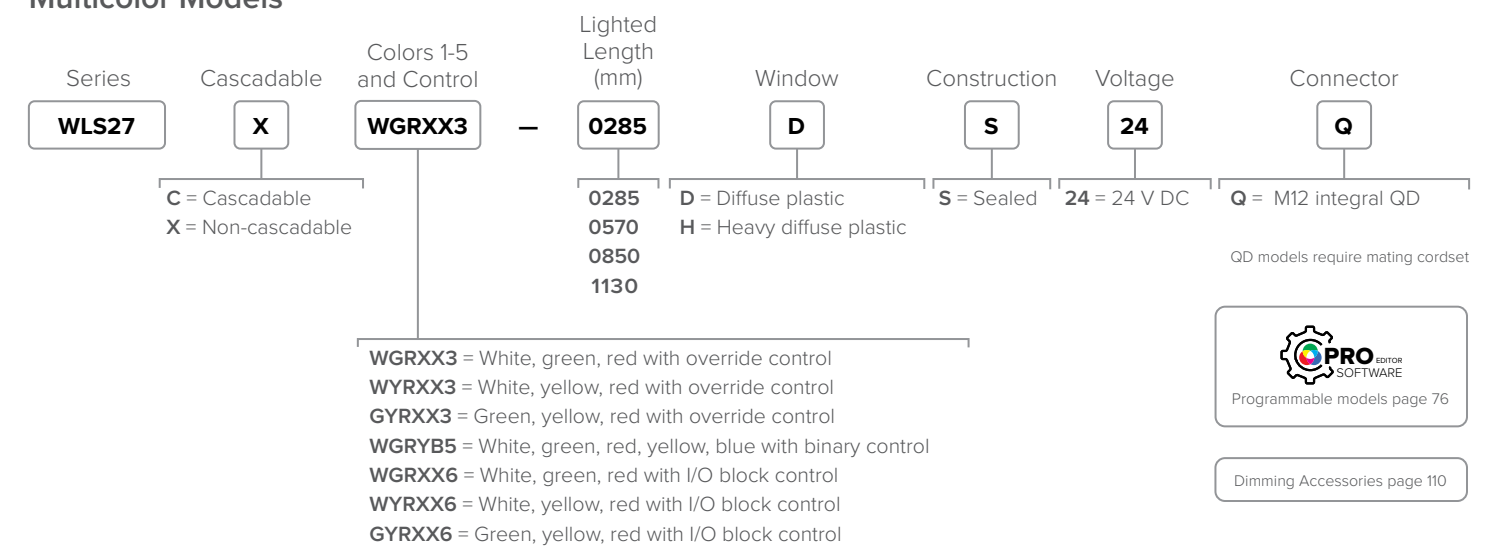 Multicolor Models
Series
Cascadable
Colors 1-5
and Control
Lighted
Length
(mm)
Window
Construction
Voltage
Connector
WLS27
X
WGRXX3
–
0285
D
S
24
Q
C = Cascadable
X = Non-cascadable
0285
0570
0850
1130
D = Diffuse plastic
H = Heavy diffuse plastic
S = Sealed
24 = 24 V DC
Q = M12 integral QD
QD models require mating cordset
WGRXX3 = White, green, red with override control
WYRXX3 = White, yellow, red with override control
GYRXX3 = Green, yellow, red with override control
WGRYB5 = White, green, red, yellow, blue with binary control
WGRXX6 = White, green, red with I/O block control
WYRXX6 = White, yellow, red with I/O block control
GYRXX6 = Green, yellow, red with I/O block control
PRO EDITOR
SOFTWARE
Programmable models page 76
Dimming Accessories page 110